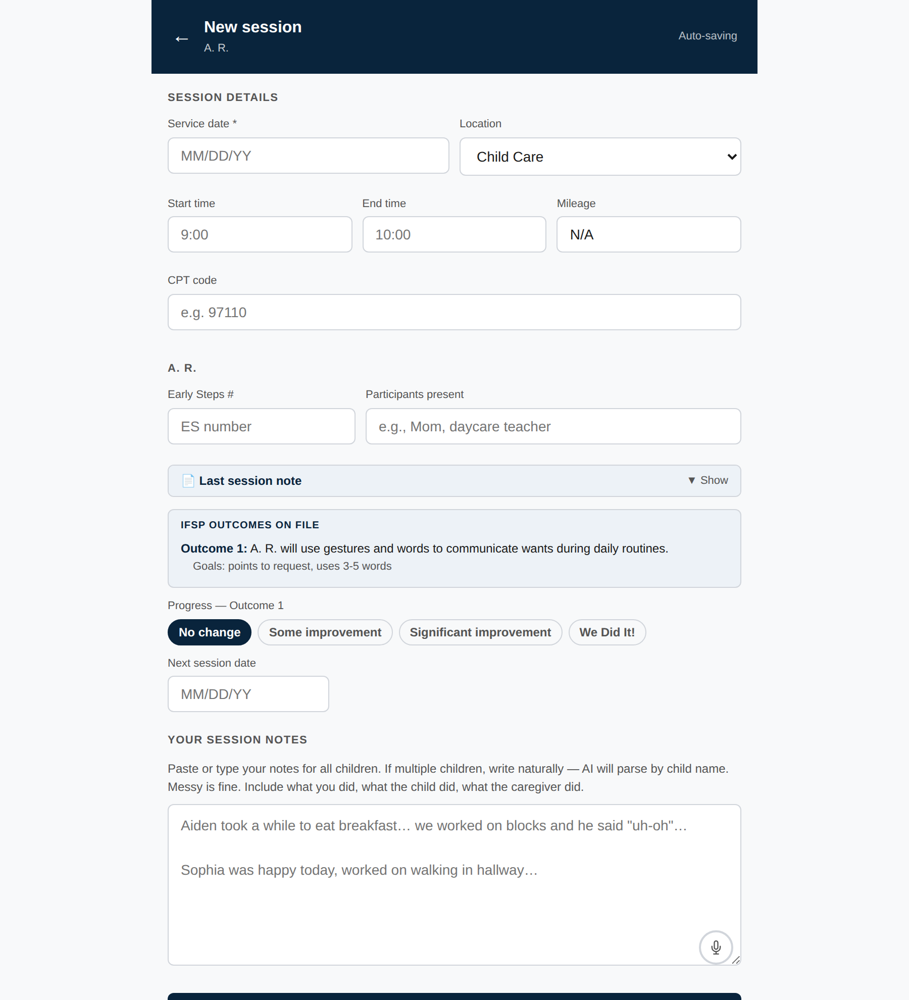 ←
New session
A. R.
Auto-saving
SESSION DETAILS
Service date *
Location
MM/DD/YY
Child Care
Start time
End time
Mileage
9:00
10:00
N/A
CPT code
e.g. 97110
A. R.
Early Steps #
Participants present
ES number
e.g., Mom, daycare teacher
📄 Last session note
▼ Show
IFSP OUTCOMES ON FILE
Outcome 1: A. R. will use gestures and words to communicate wants during daily routines.
Goals: points to request, uses 3-5 words
Progress — Outcome 1
No change
Some improvement
Significant improvement
We Did It!
Next session date
MM/DD/YY
YOUR SESSION NOTES
Paste or type your notes for all children. If multiple children, write naturally — AI will parse by child name.
Messy is fine. Include what you did, what the child did, what the caregiver did.
Aiden took a while to eat breakfast… we worked on blocks and he said "uh-oh"…
Sophia was happy today, worked on walking in hallway…